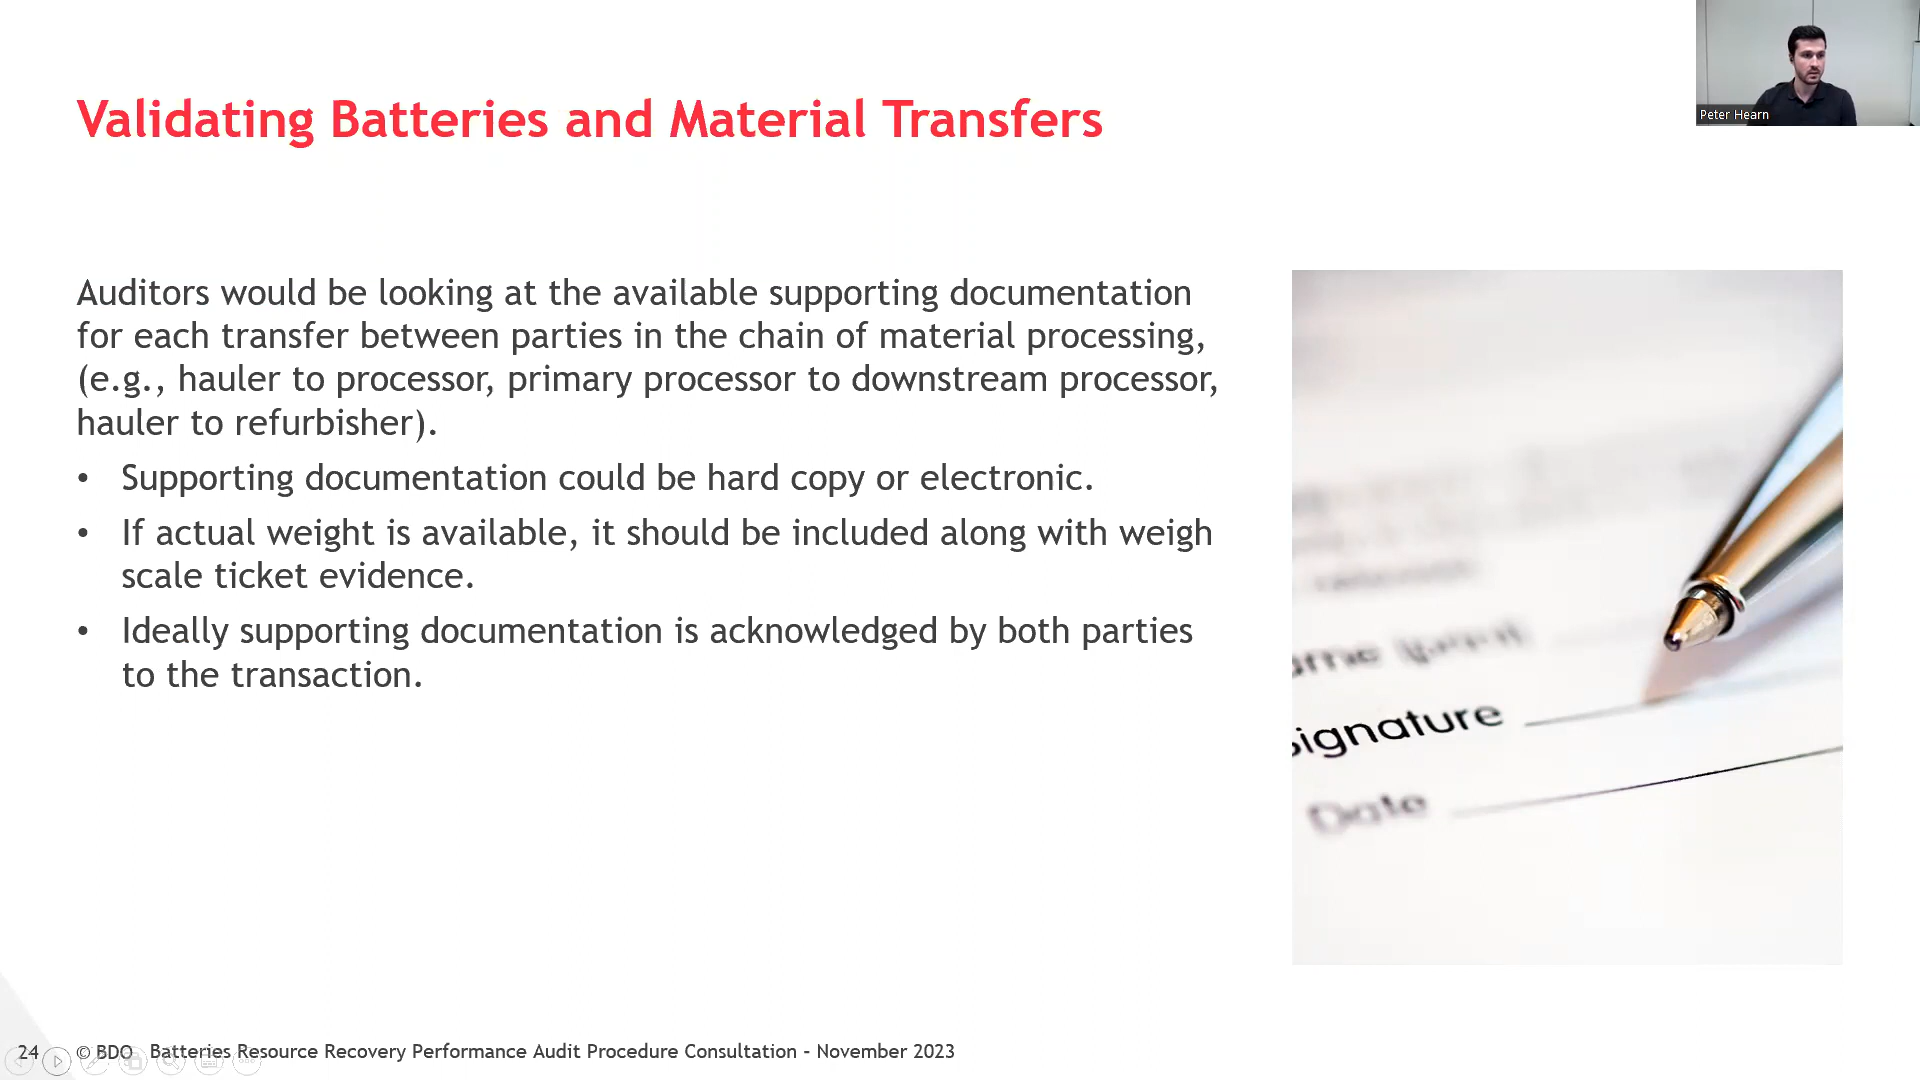 Validating Batteries and Material Transfers
Peter Hearn
Auditors would be looking at the available supporting documentation
for each transfer between parties in the chain of material processing,
(e.g., hauler to processor, primary processor to downstream processor,
hauler to refurbisher).
• Supporting documentation could be hard copy or electronic.
• If actual weight is available, it should be included along with weigh
scale ticket evidence.
• Ideally supporting documentation is acknowledged by both parties
to the transaction.
ame (print)
ignature
Date
24 © BDO Batteries Resource Recovery Performance Audit Procedure Consultation - November 2023